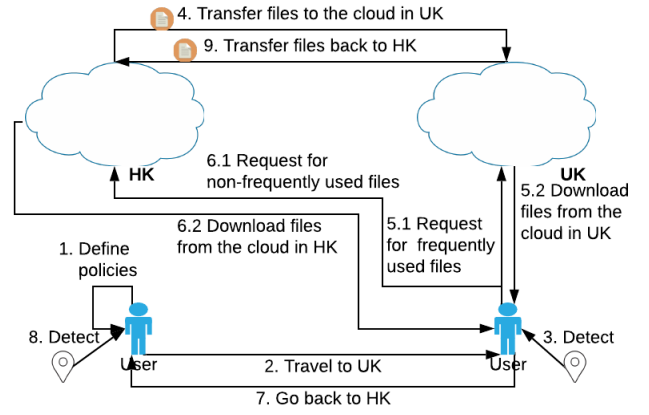 4. Transfer files to the cloud in UK
9. Transfer files back to HK
HK
UK
6.1 Request for
non-frequently used files
5.2 Download
files from the
cloud in UK
6.2 Download files
from the cloud in HK
5.1 Request
for frequently
used files
1. Define
policies
8. Detect
3. Detect
User
User
2. Travel to UK
7. Go back to HK